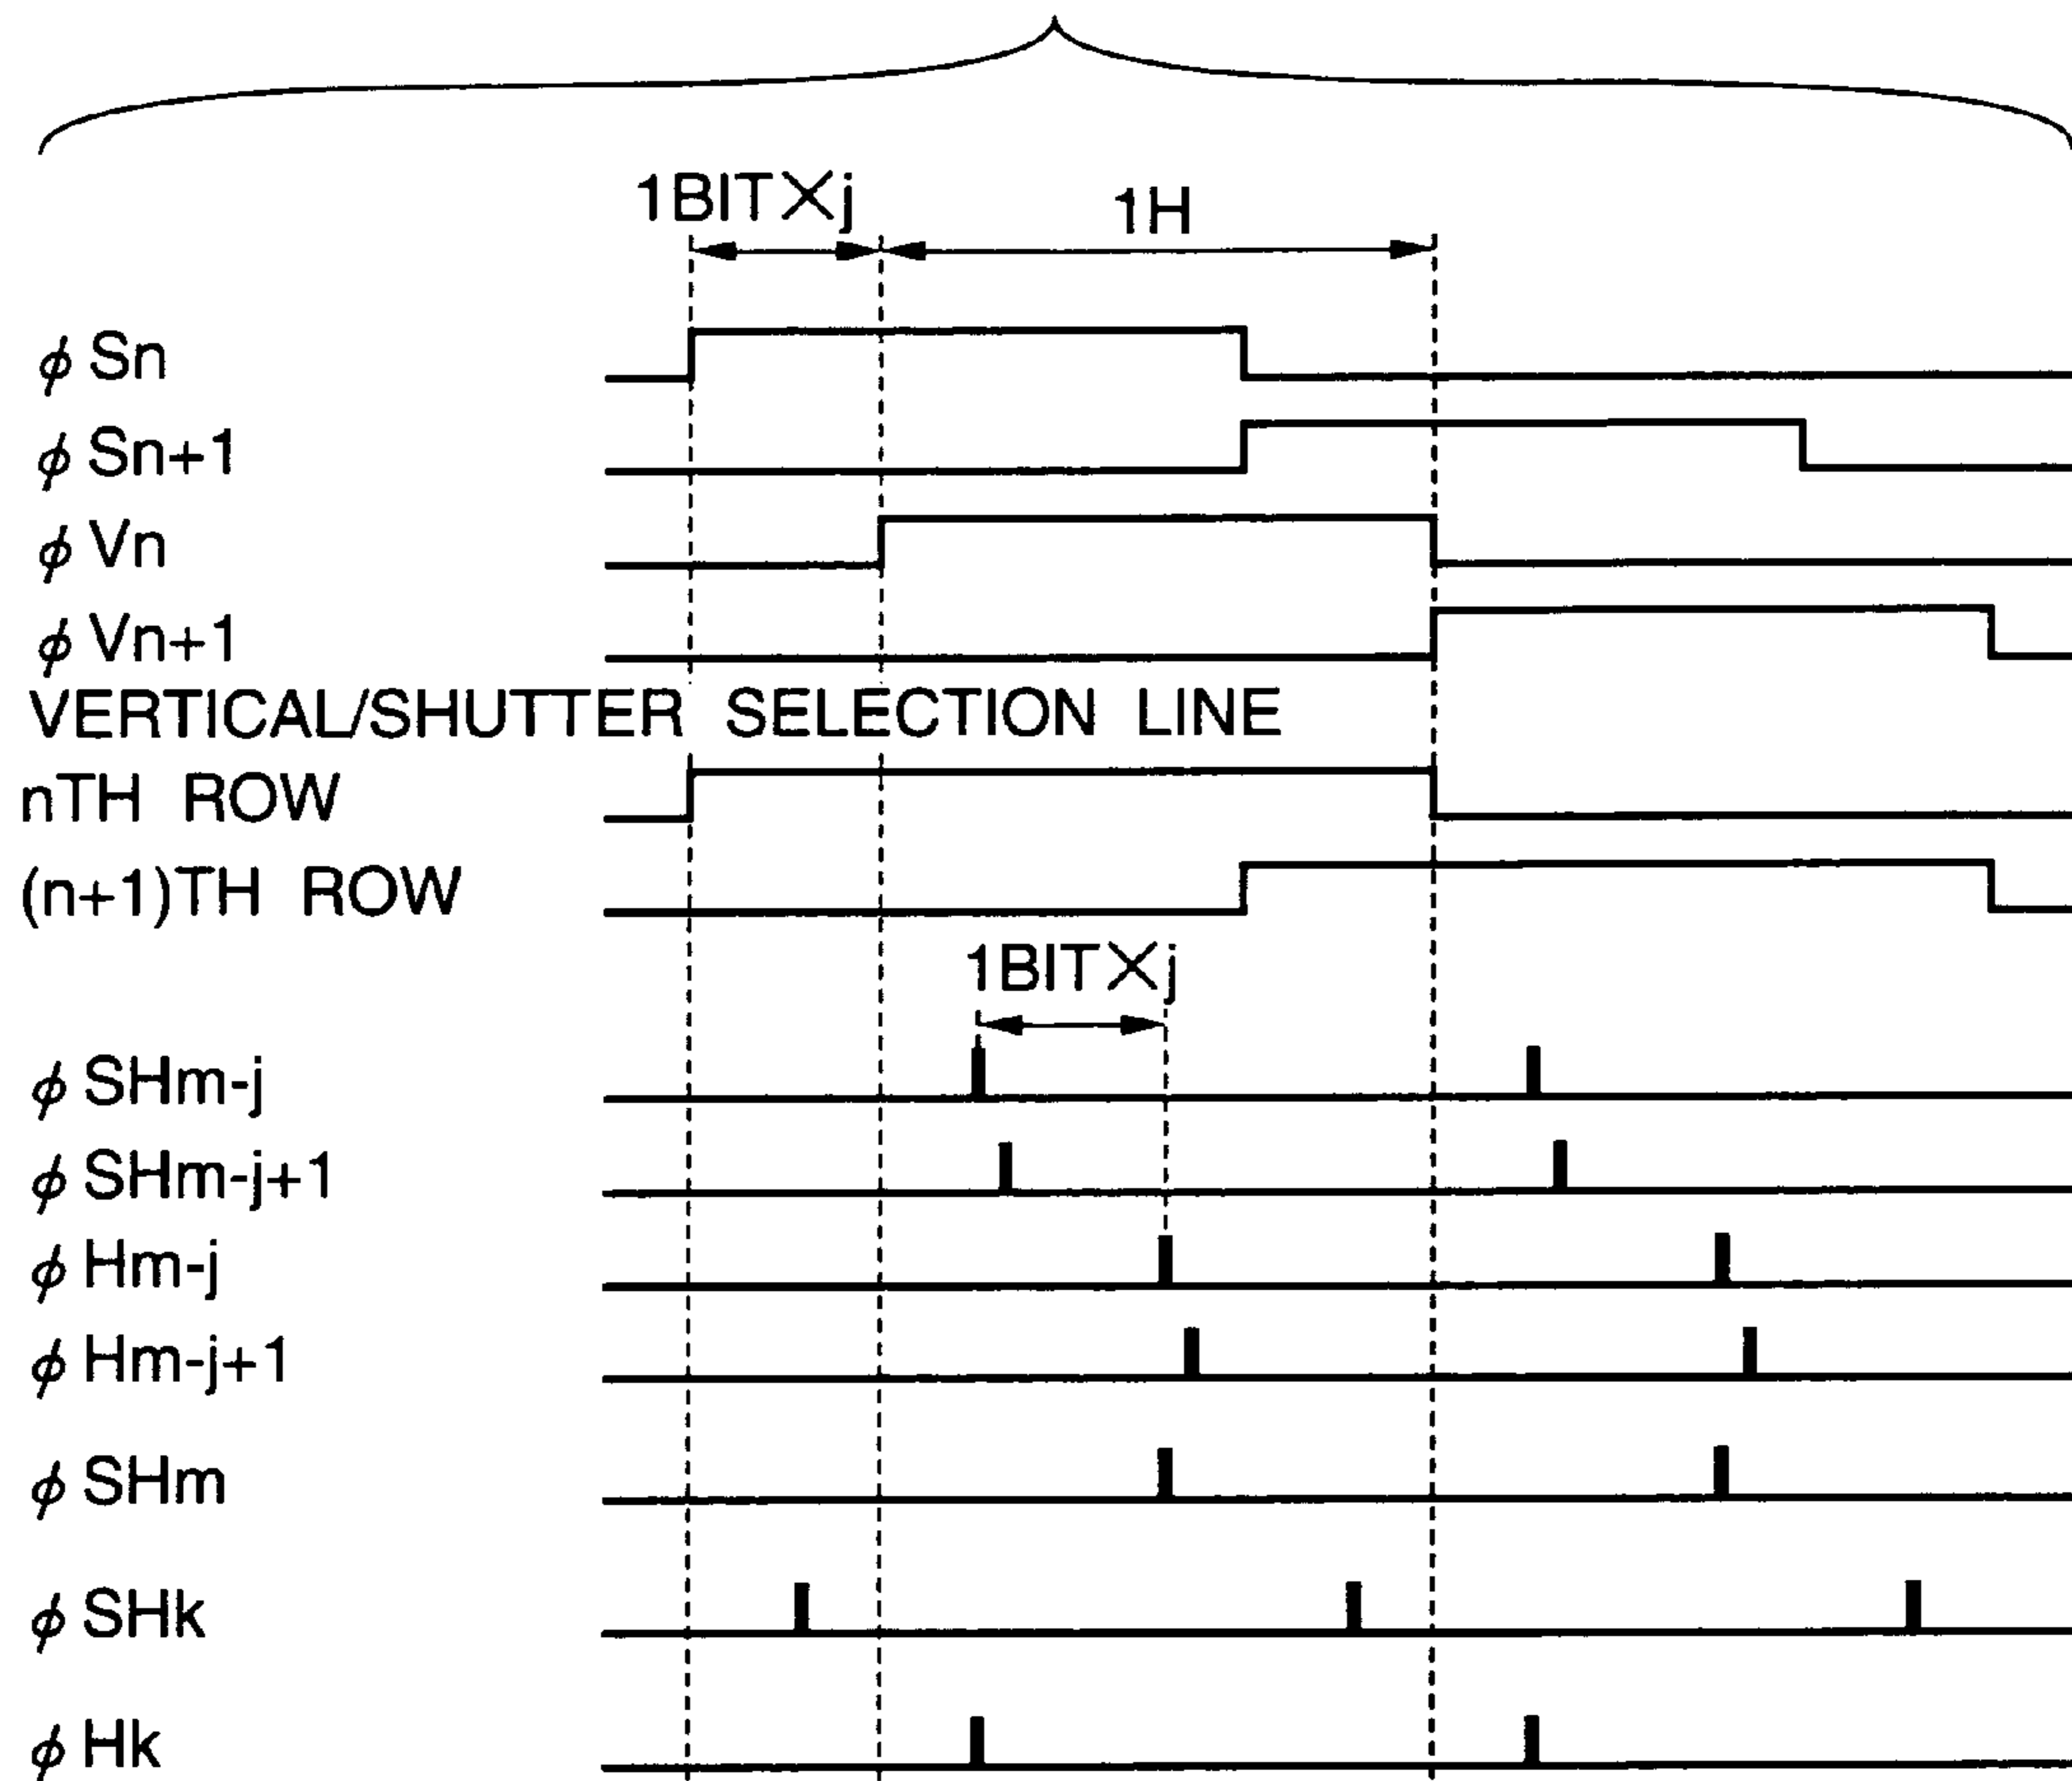 1BIT×j 1H
φ Sn
φ Sn+1
φ Vn
φ Vn+1
VERTICAL/SHUTTER SELECTION LINE
nTH ROW
(n+1)TH ROW
1BIT×j
φ SHm-j
φ SHm-j+1
φ Hm-j
φ Hm-j+1
φ SHm
φ SHk
φ Hk